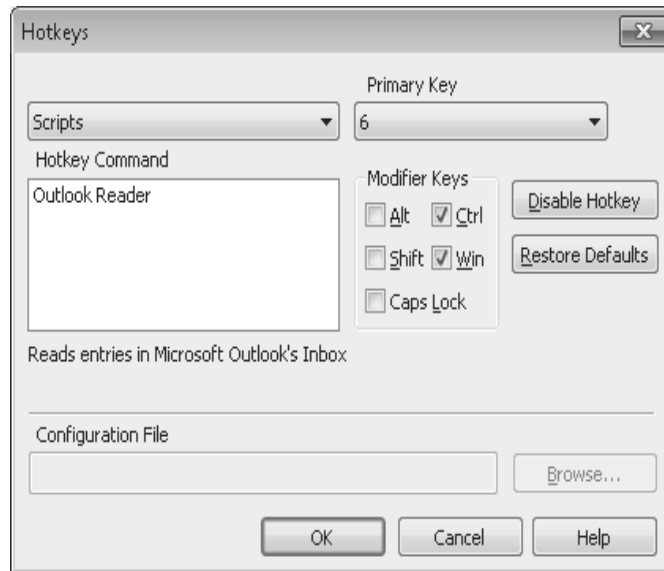 Hotkeys
Primary Key
Scripts
6
Hotkey Command
Outlook Reader
Modifier Keys
Alt
Ctrl
Shift
Win
Caps Lock
Disable Hotkey
Restore Defaults
Reads entries in Microsoft Outlook's Inbox
Configuration File
Browse...
OK
Cancel
Help